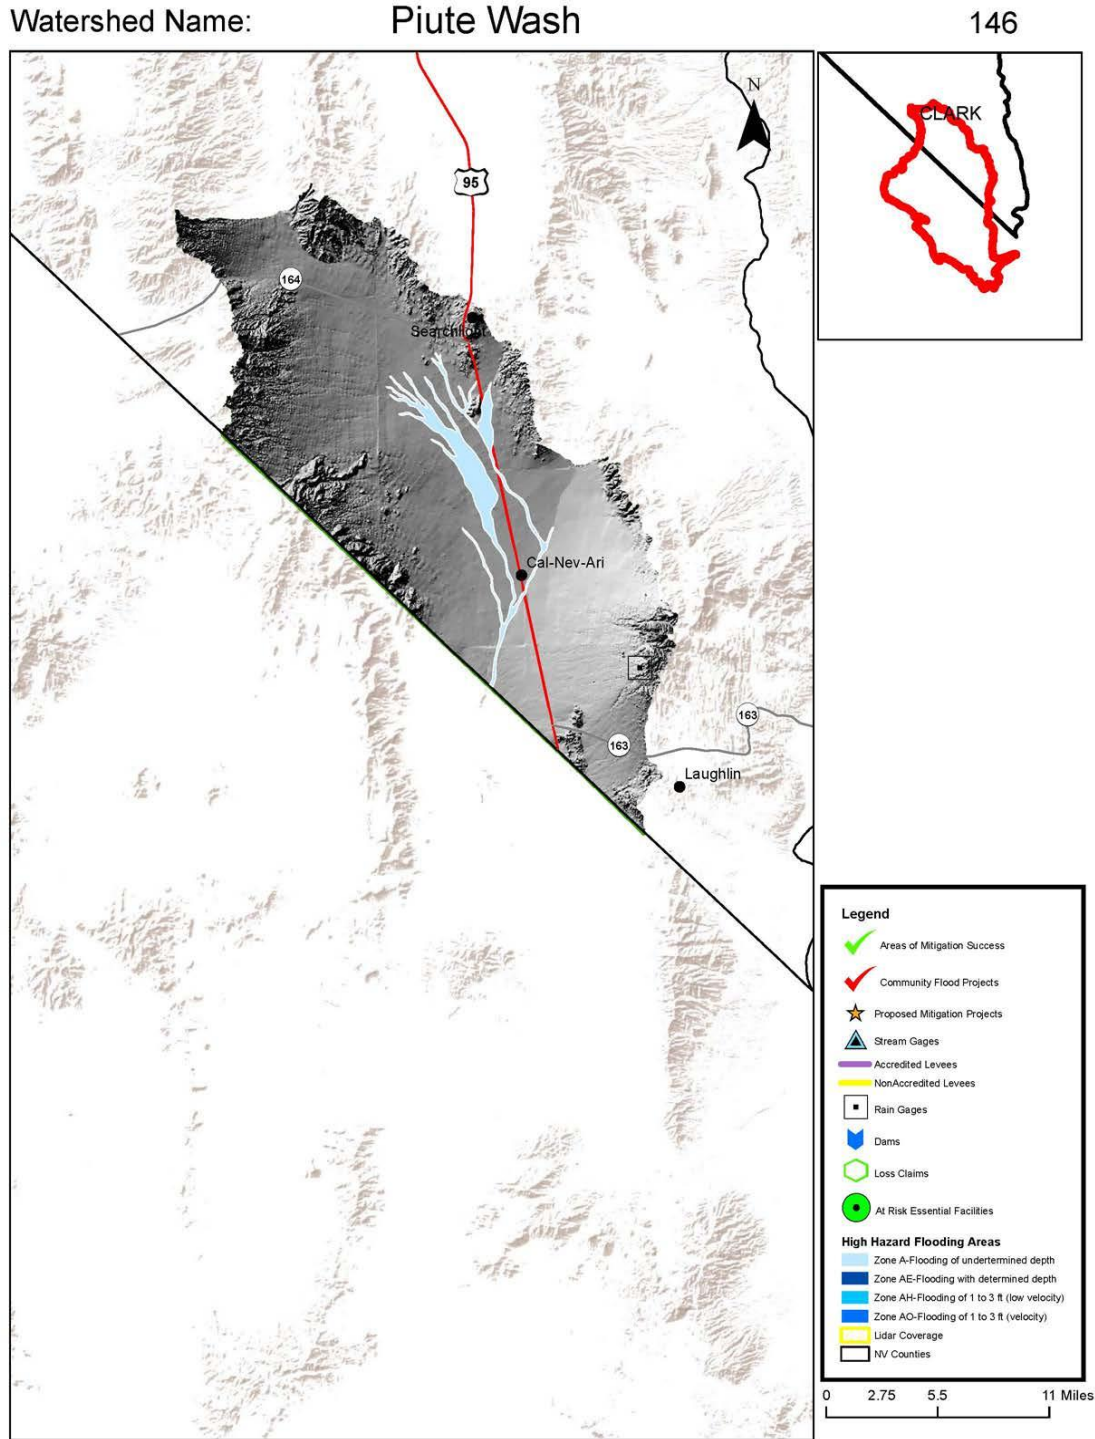 Watershed Name: Piute Wash 146
N
CLARK
95
164
Searchlight
Cal-Nev-Ari
163
163
Laughlin
Legend
Areas of Mitigation Success
Community Flood Projects
Proposed Mitigation Projects
Stream Gages
Accredited Levees
NonAccredited Levees
Rain Gages
Dams
Loss Claims
At Risk Essential Facilities
High Hazard Flooding Areas
Zone A-Flooding of undertermined depth
Zone AE-Flooding with determined depth
Zone AH-Flooding of 1 to 3 ft (low velocity)
Zone AO-Flooding of 1 to 3 ft (velocity)
Lidar Coverage
NV Counties
0 2.75 5.5 11 Miles